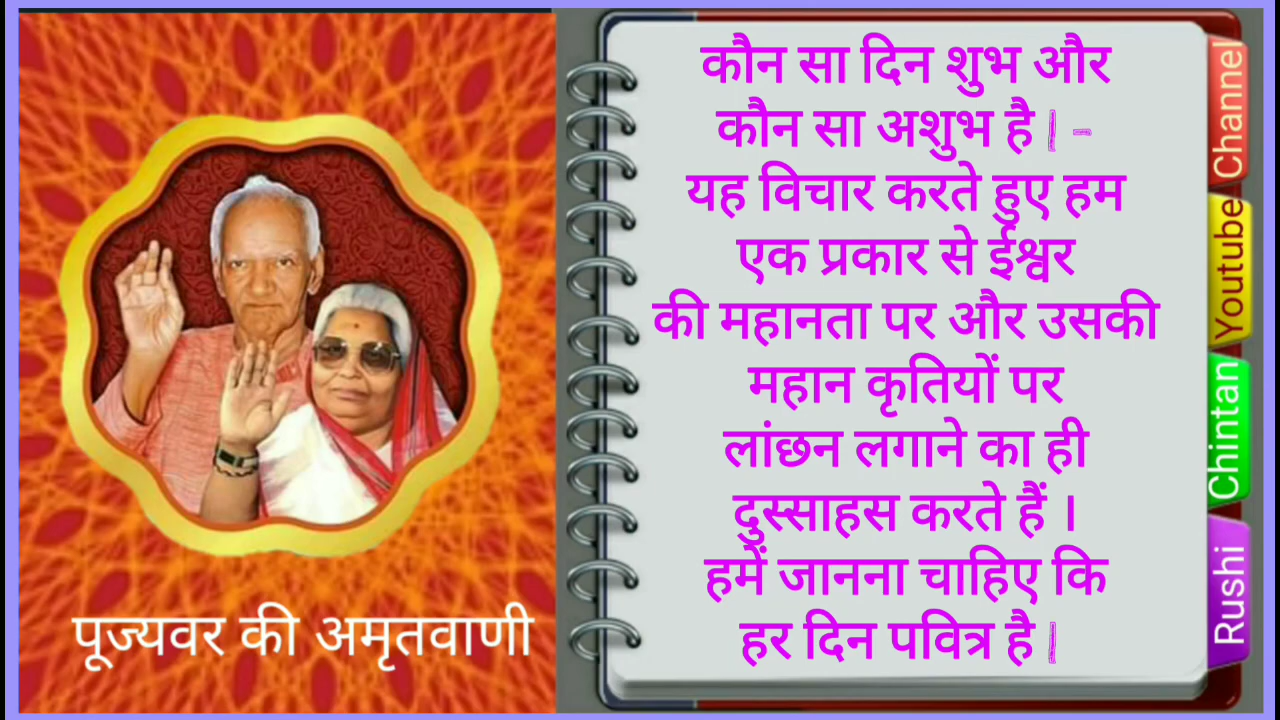 कौन सा दिन शुभ और
कौन सा अशुभ है। -
यह विचार करते हुए हम
एक प्रकार से ईश्वर
की महानता पर और उसकी
महान कृतियों पर
लांछन लगाने का ही
दुस्साहस करते हैं ।
हमें जानना चाहिए कि
हर दिन पवित्र है।
पूज्यवर की अमृतवाणी
Rushi Chintan Youtube Channel